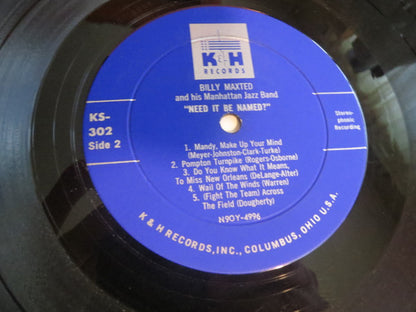 K&H
RECORDS
BILLY MAXTED
and his Manhattan Jazz Band
"NEED IT BE NAMED?"
KS-
302
Side 2
Stereo-
phonic
Recording
1. Mandy, Make Up Your Mind
(Meyer-Johnston-Clark-Turke)
2. Pompton Turnpike (Rogers-Osborne)
3. Do You Know What It Means,
To Miss New Orleans (DeLange-Alter)
4. Wail Of The Winds (Warren)
5. (Fight The Team) Across
The Field (Dougherty)
N9OY-4996
K & H RECORDS, INC., COLUMBUS, OHIO U.S.A.